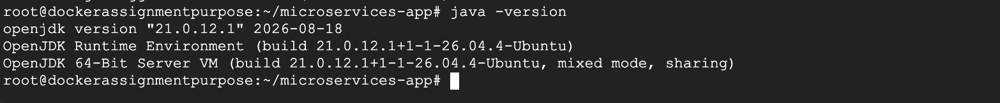 root@dockerassignmentpurpose:~/microservices-app# java -version
openjdk version "21.0.12.1" 2026-08-18
OpenJDK Runtime Environment (build 21.0.12.1+1-1-26.04.4-Ubuntu)
OpenJDK 64-Bit Server VM (build 21.0.12.1+1-1-26.04.4-Ubuntu, mixed mode, sharing)
root@dockerassignmentpurpose:~/microservices-app#